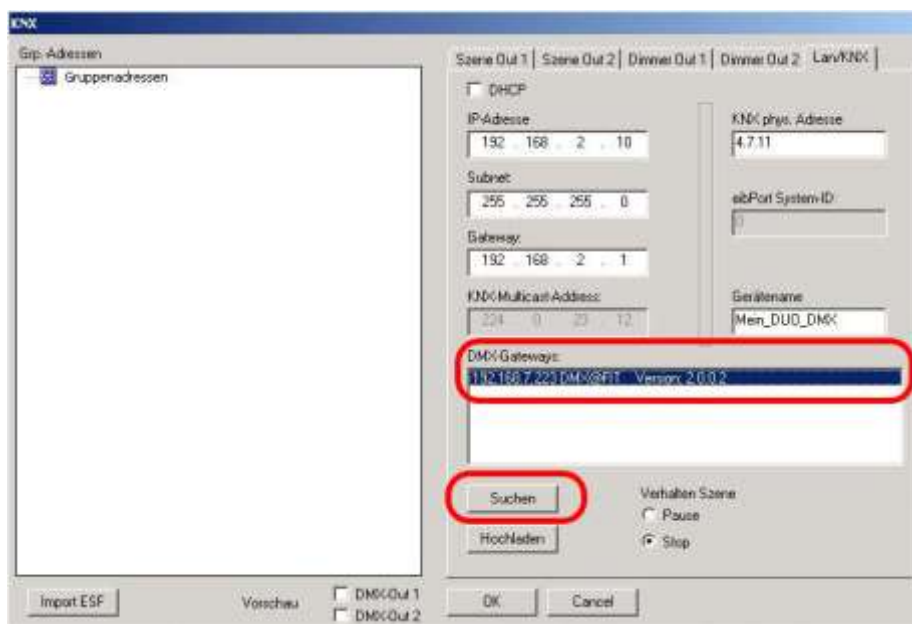 KNX
Grp. Adressen
Gruppenadressen
Szene Out 1 Szene Out 2 Dimmer Out 1 Dimmer Out 2 Lan/KNX
DHCP
IP-Adresse
192 . 168 . 2 . 10
KNX phys. Adresse
4.7.11
Subnet:
255 . 255 . 255 . 0
eibPort System-ID:
0
Gateway:
192 . 168 . 2 . 1
KNX-Multicast-Address:
224 0 23 12
Gerätename
Mein_DUO_DMX
DMX-Gateways:
192.168.7.223 Version: 2.0.0.2
Suchen
Verhalten Szene
Pause
Hochladen
Stop
Import ESF
Vorschau
DMX-Out 1
DMX-Out 2
OK
Cancel